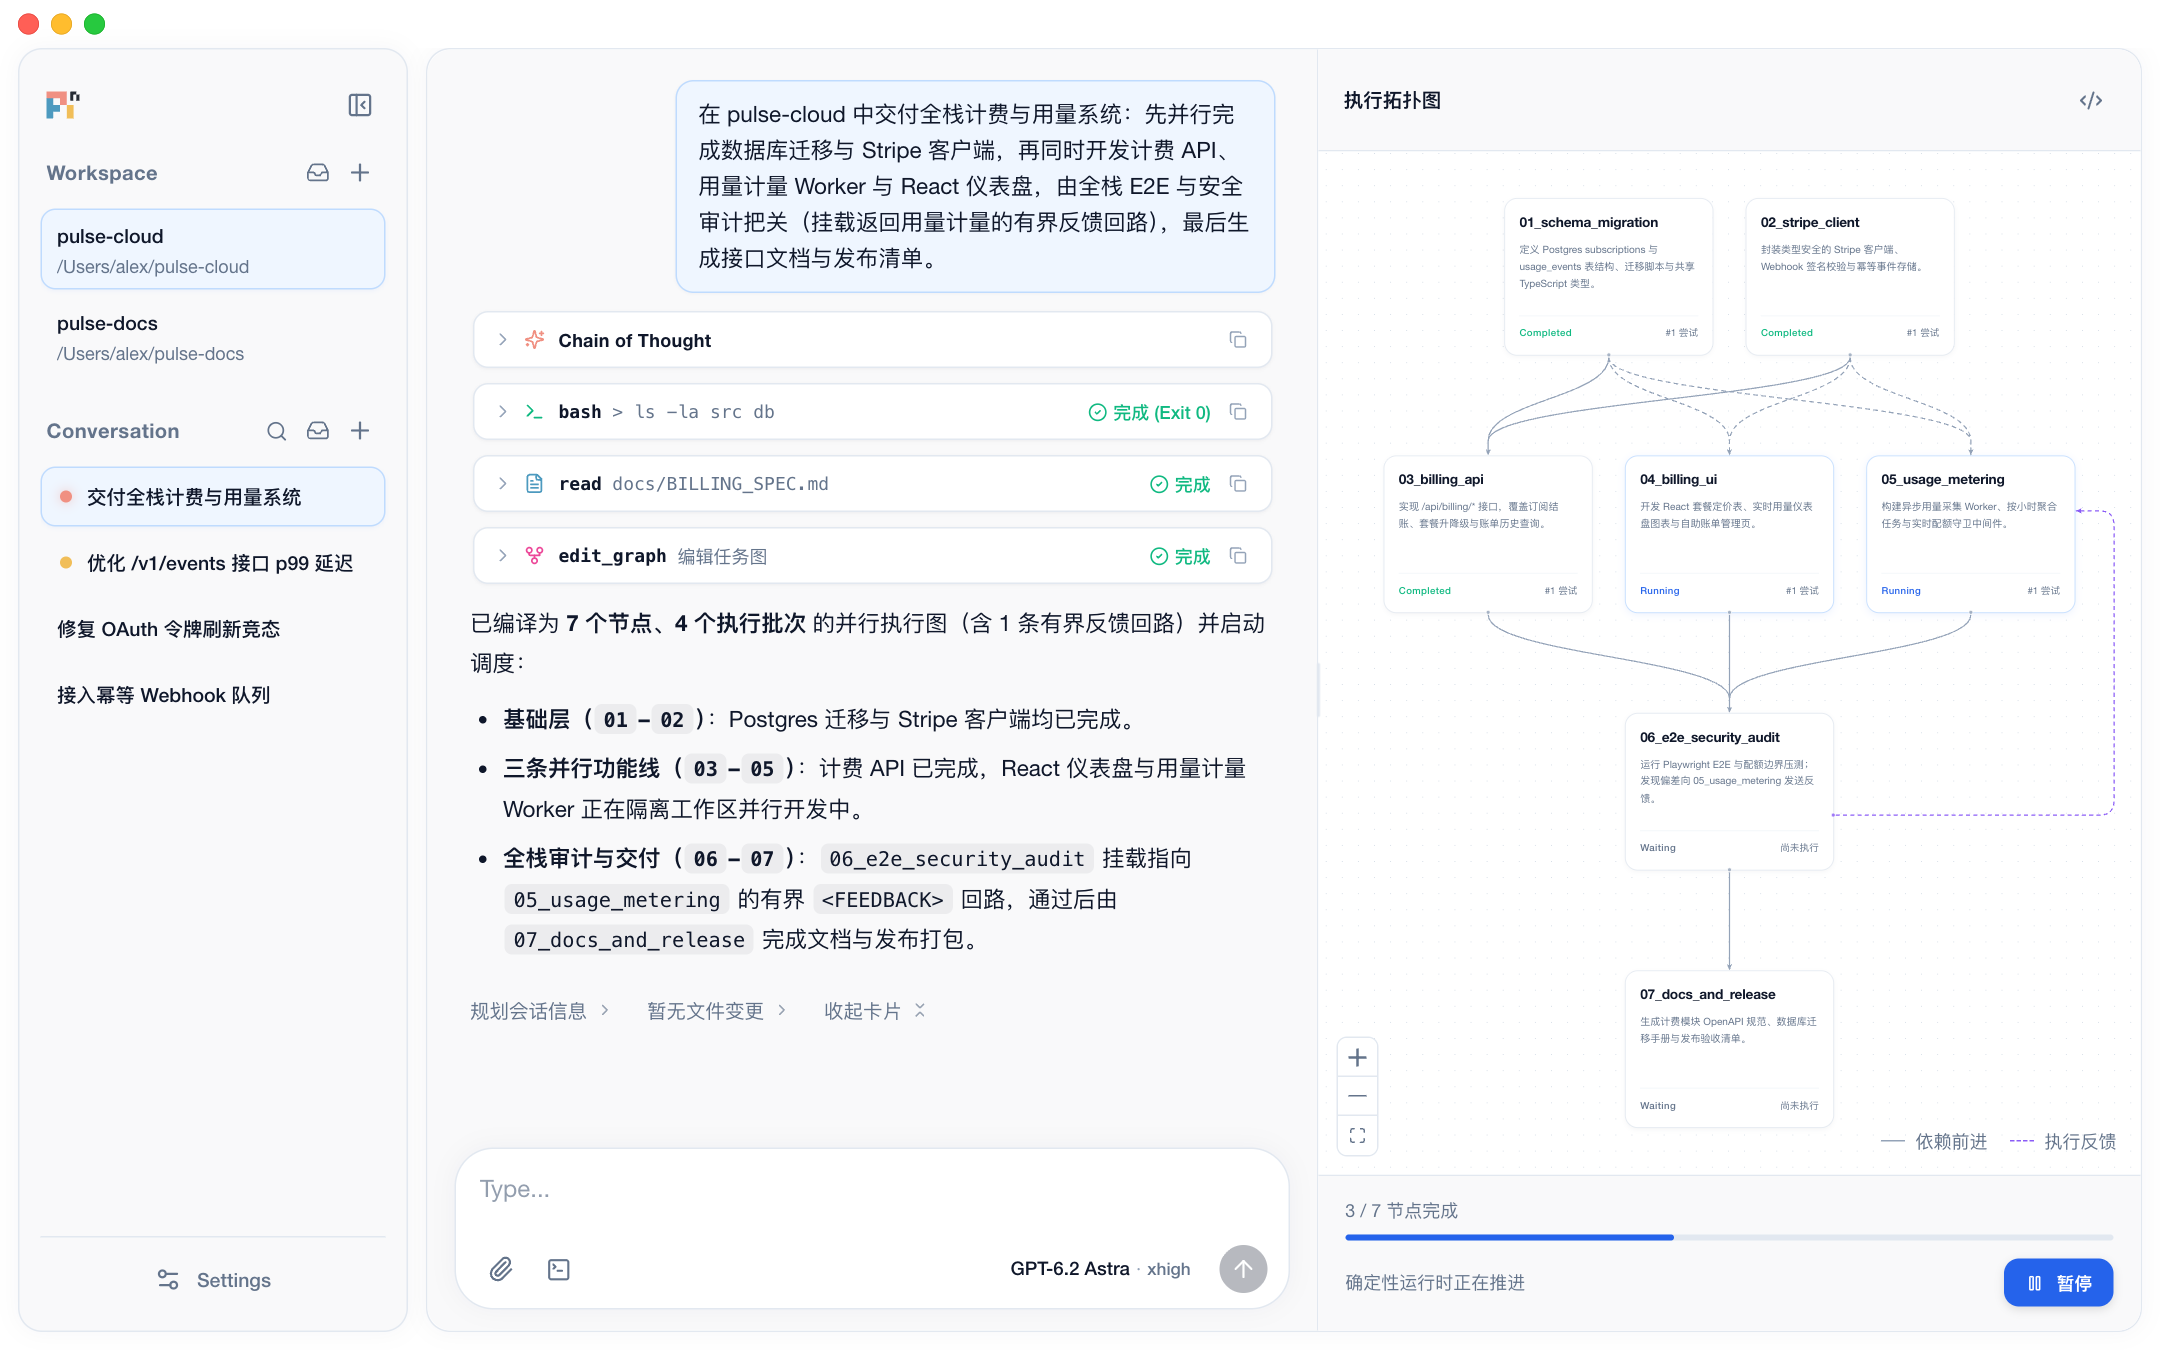 Workspace
pulse-cloud
/Users/alex/pulse-cloud
pulse-docs
/Users/alex/pulse-docs
Conversation
交付全栈计费与用量系统
优化 /v1/events 接口 p99 延迟
修复 OAuth 令牌刷新竞态
接入幂等 Webhook 队列
Settings
在 pulse-cloud 中交付全栈计费与用量系统：先并行完
成数据库迁移与 Stripe 客户端，再同时开发计费 API、
用量计量 Worker 与 React 仪表盘，由全栈 E2E 与安全
审计把关（挂载返回用量计量的有界反馈回路），最后生
成接口文档与发布清单。
Chain of Thought
bash > ls -la src db 完成 (Exit 0)
read docs/BILLING_SPEC.md 完成
edit_graph 编辑任务图 完成
已编译为 7 个节点、4 个执行批次 的并行执行图（含 1 条有界反馈回路）并启动
调度：
• 基础层（01–02）：Postgres 迁移与 Stripe 客户端均已完成。
• 三条并行功能线（03–05）：计费 API 已完成，React 仪表盘与用量计量
Worker 正在隔离工作区并行开发中。
• 全栈审计与交付（06–07）：06_e2e_security_audit 挂载指向
05_usage_metering 的有界 <FEEDBACK> 回路，通过后由
07_docs_and_release 完成文档与发布打包。
规划会话信息 暂无文件变更 收起卡片
Type...
GPT-6.2 Astra · xhigh
执行拓扑图
</>
01_schema_migration
定义 Postgres subscriptions 与
usage_events 表结构、迁移脚本与共享
TypeScript 类型。
Completed #1 尝试
02_stripe_client
封装类型安全的 Stripe 客户端、
Webhook 签名校验与幂等事件存储。
Completed #1 尝试
03_billing_api
实现 /api/billing/* 接口，覆盖订阅结
账、套餐升降级与账单历史查询。
Completed #1 尝试
04_billing_ui
开发 React 套餐定价表、实时用量仪表
盘图表与自助账单管理页。
Running #1 尝试
05_usage_metering
构建异步用量采集 Worker、按小时聚合
任务与实时配额守卫中间件。
Running #1 尝试
06_e2e_security_audit
运行 Playwright E2E 与配额边界压测；
发现偏差向 05_usage_metering 发送反
馈。
Waiting 尚未执行
07_docs_and_release
生成计费模块 OpenAPI 规范、数据库迁
移手册与发布验收清单。
Waiting 尚未执行
依赖前进 执行反馈
3 / 7 节点完成
确定性运行时正在推进
暂停